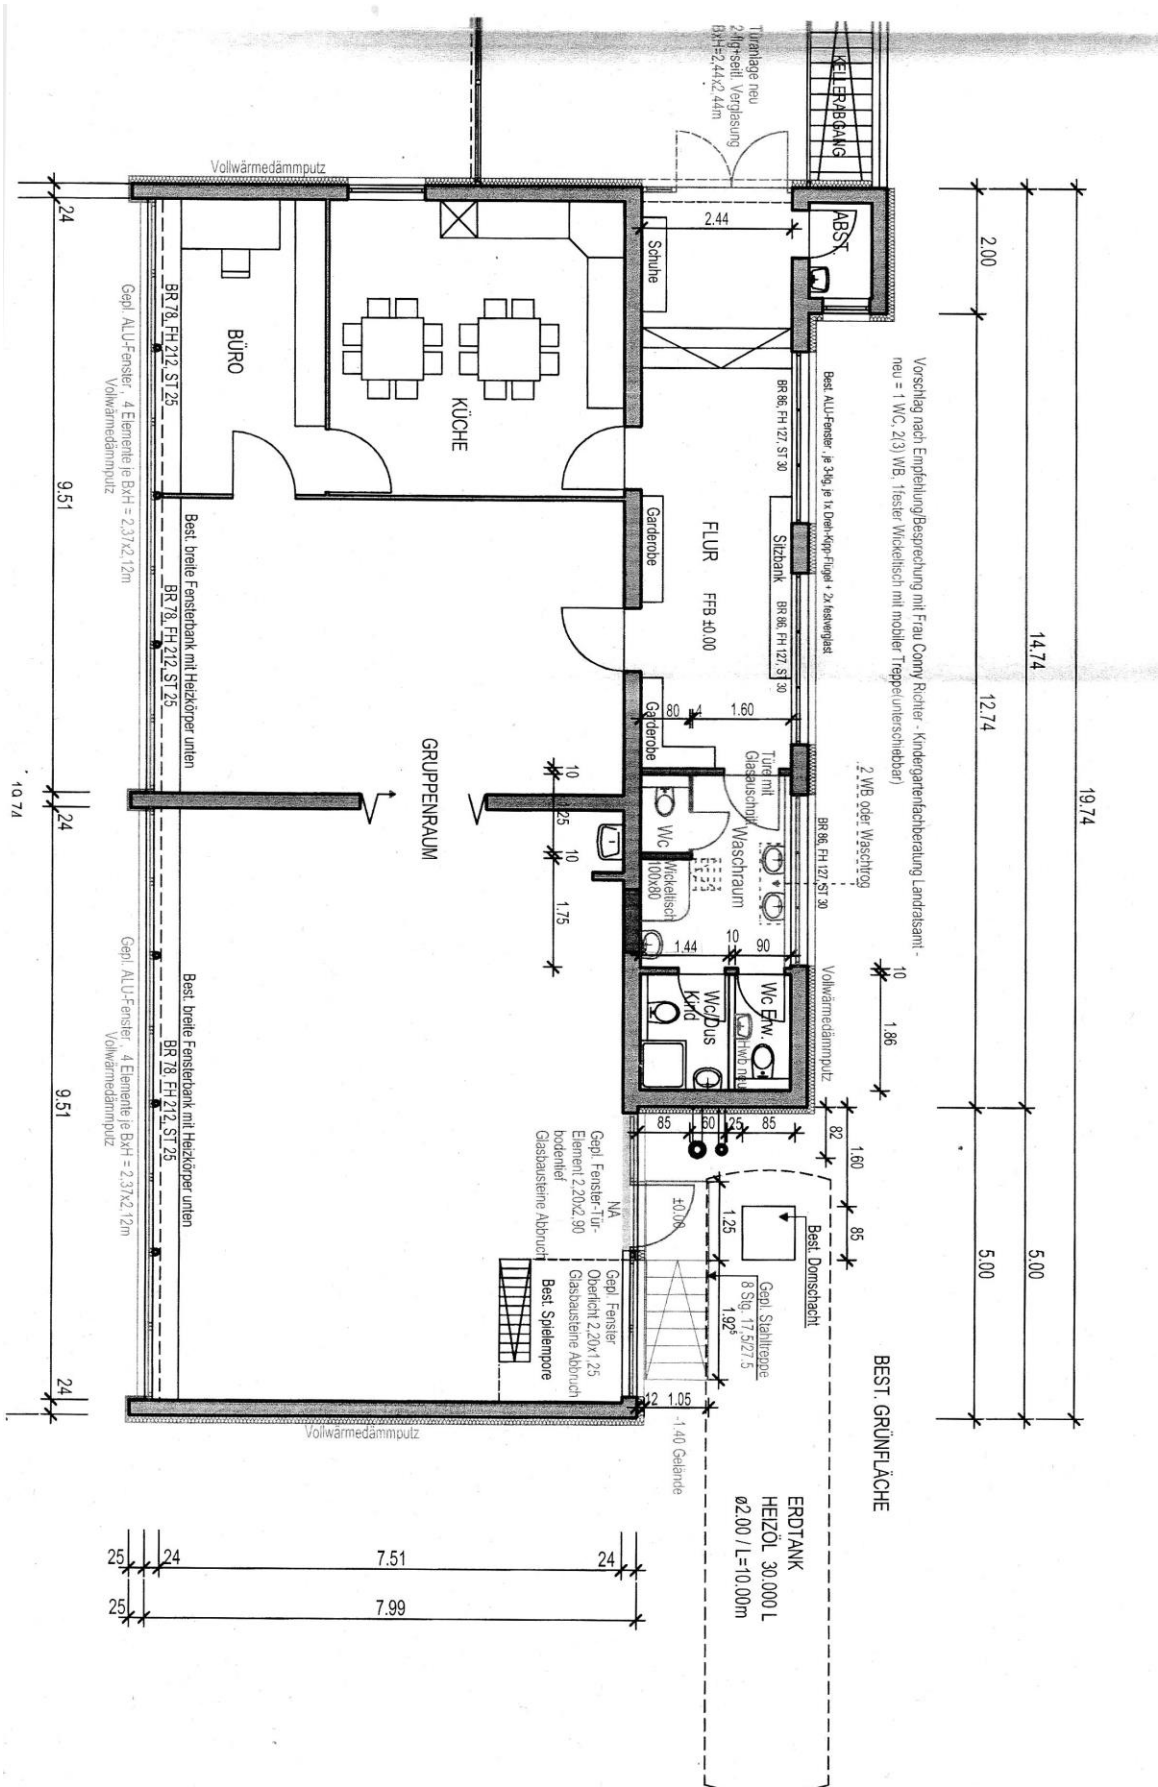 Türanlage neu
2-flg+seitl. Verglasung
BxH=2,44x2,44m
KELLERABGANG
Vollwärmedämmputz
ABST.
2.44
Schuhe
2.00
12.74
14.74
19.74
5.00
5.00
Vorschlag nach Empfehlung/Besprechung mit Frau Conny Richter - Kindergartenfachberatung Landratsamt -
neu = 1 WC, 2(3) WB, 1fester Wickeltisch mit mobiler Treppe(unterschiebbar)
Best. ALU-Fenster , je 3-flg, je 1x Dreh-Kipp-Flügel + 2x festverglast
BR 86, FH 127, ST 30
BR 86, FH 127, ST 30
BR 86, FH 127, ST 30
Sitzbank
FLUR
FFB ±0.00
Garderobe
Garderobe
80
4
1.60
BÜRO
KÜCHE
BR 78, FH 212, ST 25
Gepl. ALU-Fenster , 4 Elemente je BxH = 2,37x2,12m
Vollwärmedämmputz
24
9.51
24
9.51
24
Best. breite Fensterbank mit Heizkörper unten
BR 78, FH 212, ST 25
GRUPPENRAUM
10
1.25
10
1.75
Türe mit
Glasauschnitt
2 WB oder Waschtrog
Wc
Waschraum
Wickeltisch
100x80
1.44
10
90
10
1.86
Vollwärmedämmputz
Wc Erw.
Hwb neu
Wc/Dus
Kind
85
60
25
85
82
1.60
85
Best. breite Fensterbank mit Heizkörper unten
BR 78, FH 212, ST 25
Gepl. ALU-Fenster , 4 Elemente je BxH = 2,37x2,12m
Vollwärmedämmputz
NA
Gepl. Fenster-Tür-
Element 2,20x2,90
bodentief
Glasbausteine Abbruch
±0.00
1.25
Best. Domschacht
Gepl. Stahltreppe
8 Stg. 17,5/27,5
1.92⁵
Gepl. Fenster
Oberlicht 2,20x1,25
Glasbausteine Abbruch
Best. Spielempore
12
1.05
-1.40 Gelände
Vollwärmedämmputz
BEST. GRÜNFLÄCHE
ERDTANK
HEIZÖL 30.000 L
ø2.00 / L=10.00m
25
24
7.51
24
25
7.99